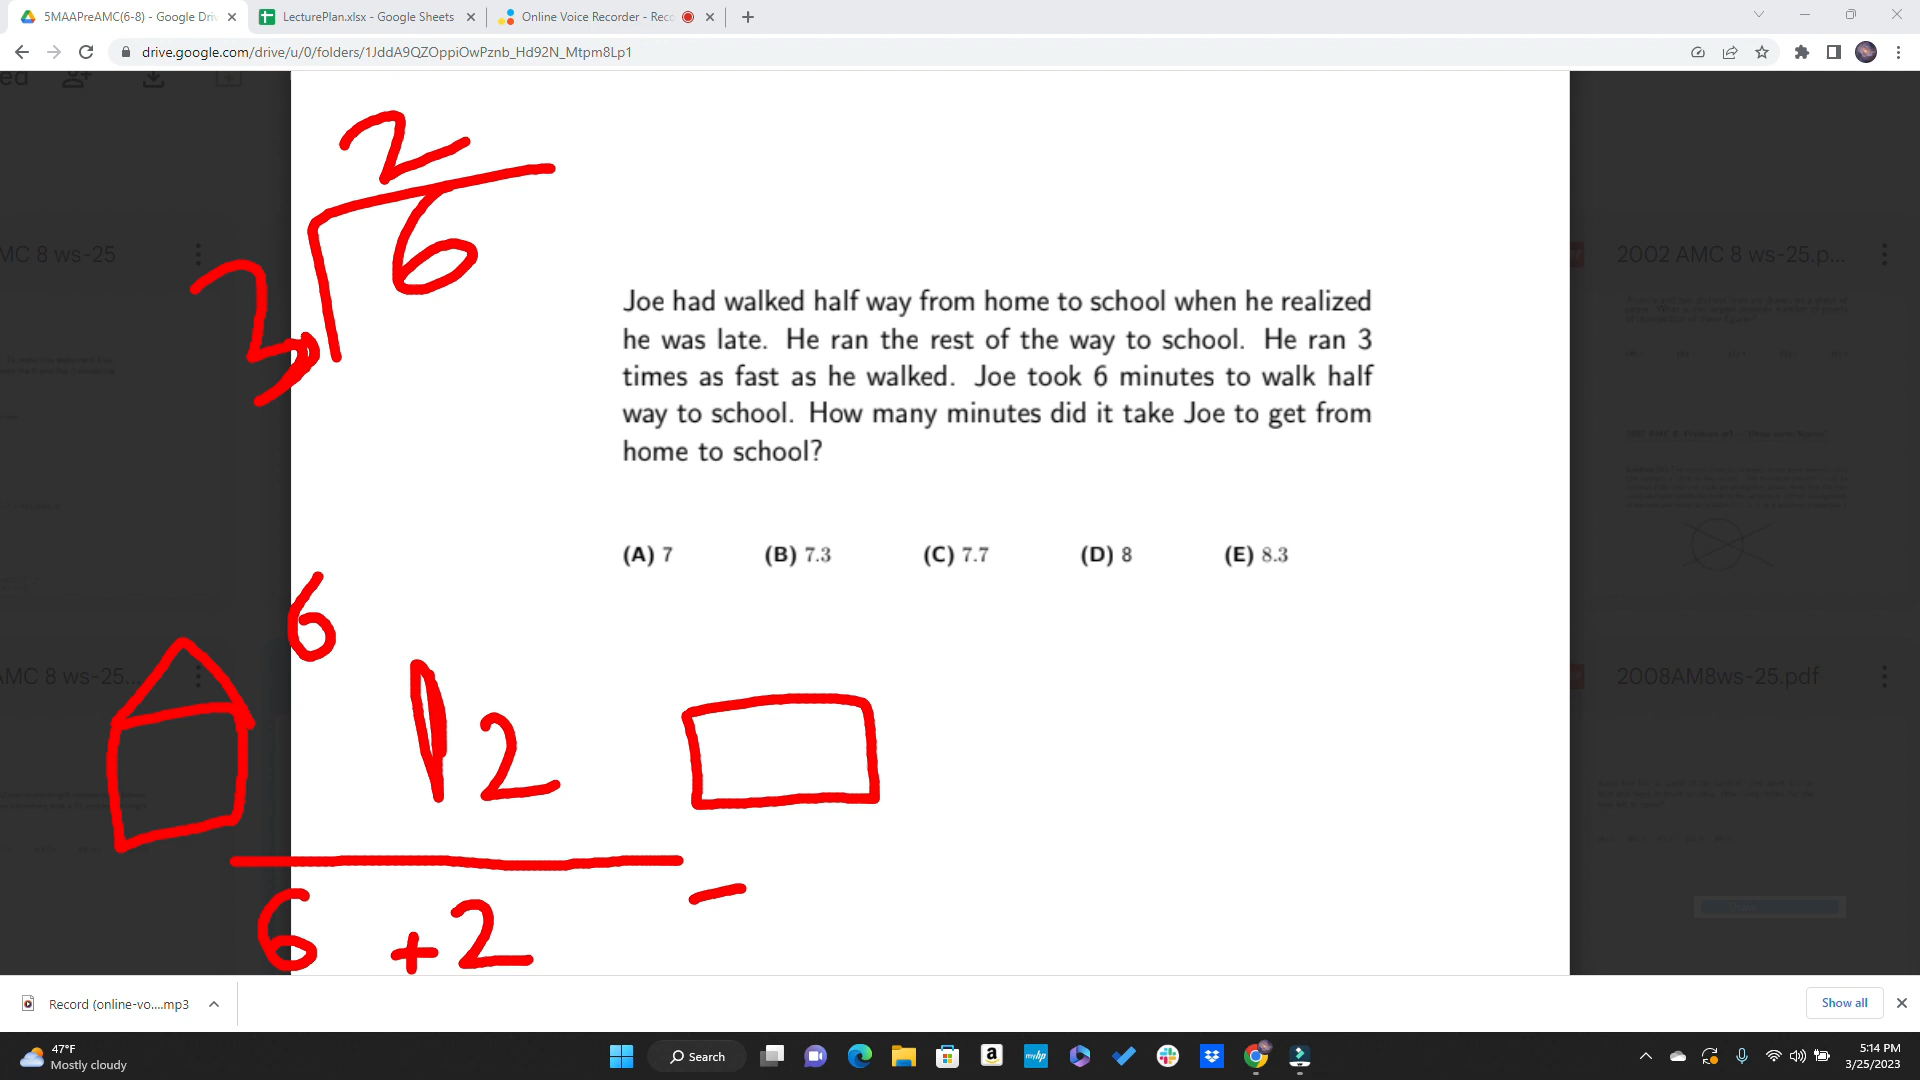 5MAAPreAMC(6-8) - Google Driv
LecturePlan.xlsx - Google Sheets
Online Voice Recorder - Reco
drive.google.com/drive/u/0/folders/1JddA9QZOppiOwPznb_Hd92N_Mtpm8Lp1
ed
2
3 6
MC 8 ws-25
2002 AMC 8 ws-25.p...
Joe had walked half way from home to school when he realized
he was late. He ran the rest of the way to school. He ran 3
times as fast as he walked. Joe took 6 minutes to walk half
way to school. How many minutes did it take Joe to get from
home to school?
(A) 7 (B) 7.3 (C) 7.7 (D) 8 (E) 8.3
6
AMC 8 ws-25...
2008AM8ws-25.pdf
2
6 + 2
Record (online-vo....mp3
Show all
47°F
Mostly cloudy
Search
a
myhp
5:14 PM
3/25/2023